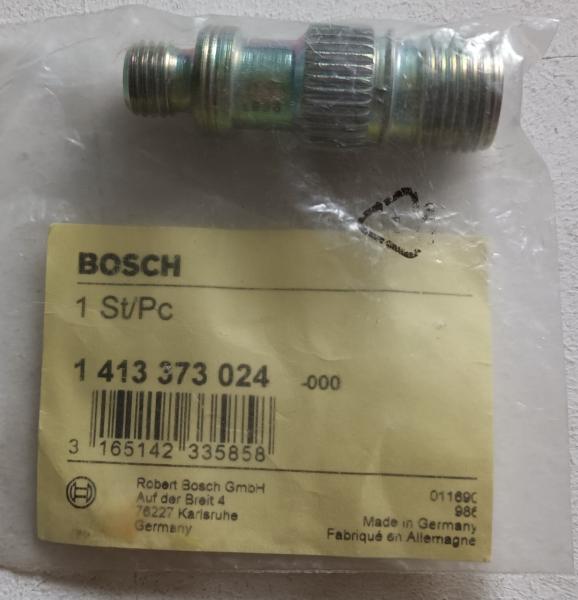 BOSCH
1 St/Pc
1 413 373 024 -000
3 165142 335858
Robert Bosch GmbH
Auf der Breit 4
76227 Karlsruhe
Germany
Made in Germany
Fabriqué en Allemagne